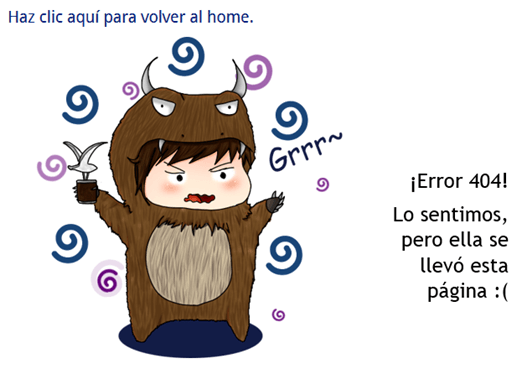 Haz clic aquí para volver al home.
Grrr~
¡Error 404!
Lo sentimos,
pero ella se
llevó esta
página :(